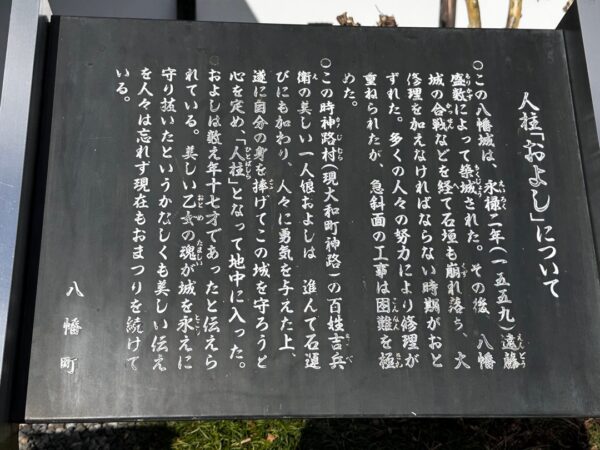 人柱「およし」について
○この八幡城は、永禄二年(一五五九)遠藤
盛数によって築城された。その後、八幡
城の合戦などを経て石垣も崩れ落ち、大
修理を加えなければならない時期がおと
ずれた。多くの人々の努力により修理が
重ねられたが、急斜面の工事は困難を極
めた。
○この時神路村(現大和町神路)の百姓吉兵
衛の美しい一人娘およしは 進んで石運
びにも加わり、人々に勇気を与えた上、
遂に自分の身を捧げてこの城を守ろうと
心を定め、「人柱」となって地中に入った。
○およしは数え年十七才であったと伝えら
れている。美しい乙女の魂が城を永えに
守り抜いたというかなしくも美しい伝え
を人々は忘れず現在もおまつりを続けて
いる。
八幡町